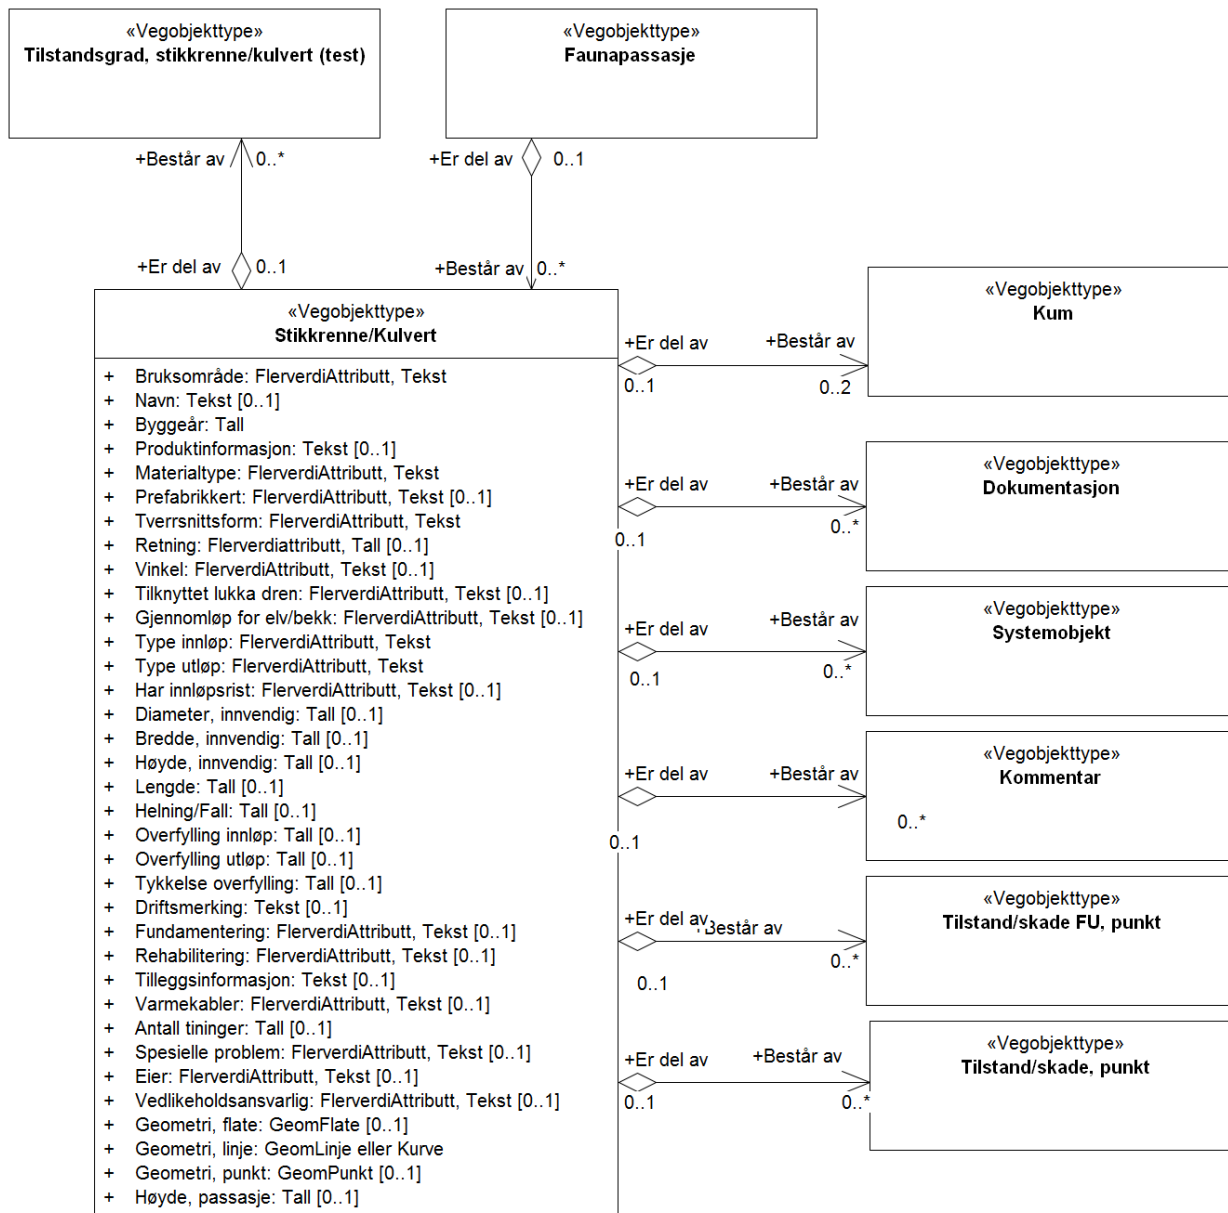 «Vegobjekttype»
Tilstandsgrad, stikkrenne/kulvert (test)
«Vegobjekttype»
Faunapassasje
+Består av
0..*
+Er del av
0..1
+Er del av
0..1
+Består av
0..*
«Vegobjekttype»
Stikkrenne/Kulvert
+ Bruksområde: FlerverdiAttributt, Tekst
+ Navn: Tekst [0..1]
+ Byggeår: Tall
+ Produktinformasjon: Tekst [0..1]
+ Materialtype: FlerverdiAttributt, Tekst
+ Prefabrikkert: FlerverdiAttributt, Tekst [0..1]
+ Tverrsnittsform: FlerverdiAttributt, Tekst
+ Retning: Flerverdiattributt, Tall [0..1]
+ Vinkel: FlerverdiAttributt, Tekst [0..1]
+ Tilknyttet lukka dren: FlerverdiAttributt, Tekst [0..1]
+ Gjennomløp for elv/bekk: FlerverdiAttributt, Tekst [0..1]
+ Type innløp: FlerverdiAttributt, Tekst
+ Type utløp: FlerverdiAttributt, Tekst
+ Har innløpsrist: FlerverdiAttributt, Tekst [0..1]
+ Diameter, innvendig: Tall [0..1]
+ Bredde, innvendig: Tall [0..1]
+ Høyde, innvendig: Tall [0..1]
+ Lengde: Tall [0..1]
+ Helning/Fall: Tall [0..1]
+ Overfylling innløp: Tall [0..1]
+ Overfylling utløp: Tall [0..1]
+ Tykkelse overfylling: Tall [0..1]
+ Driftsmerking: Tekst [0..1]
+ Fundamentering: FlerverdiAttributt, Tekst [0..1]
+ Rehabilitering: FlerverdiAttributt, Tekst [0..1]
+ Tilleggsinformasjon: Tekst [0..1]
+ Varmekabler: FlerverdiAttributt, Tekst [0..1]
+ Antall tininger: Tall [0..1]
+ Spesielle problem: FlerverdiAttributt, Tekst [0..1]
+ Eier: FlerverdiAttributt, Tekst [0..1]
+ Vedlikeholdsansvarlig: FlerverdiAttributt, Tekst [0..1]
+ Geometri, flate: GeomFlate [0..1]
+ Geometri, linje: GeomLinje eller Kurve
+ Geometri, punkt: GeomPunkt [0..1]
+ Høyde, passasje: Tall [0..1]
+Er del av
0..1
+Består av
0..2
«Vegobjekttype»
Kum
+Er del av
0..1
+Består av
0..*
«Vegobjekttype»
Dokumentasjon
+Er del av
0..1
+Består av
0..*
«Vegobjekttype»
Systemobjekt
+Er del av
0..1
+Består av
0..*
«Vegobjekttype»
Kommentar
+Er del av
0..1
+Består av
0..*
«Vegobjekttype»
Tilstand/skade FU, punkt
+Er del av
0..1
+Består av
0..*
«Vegobjekttype»
Tilstand/skade, punkt